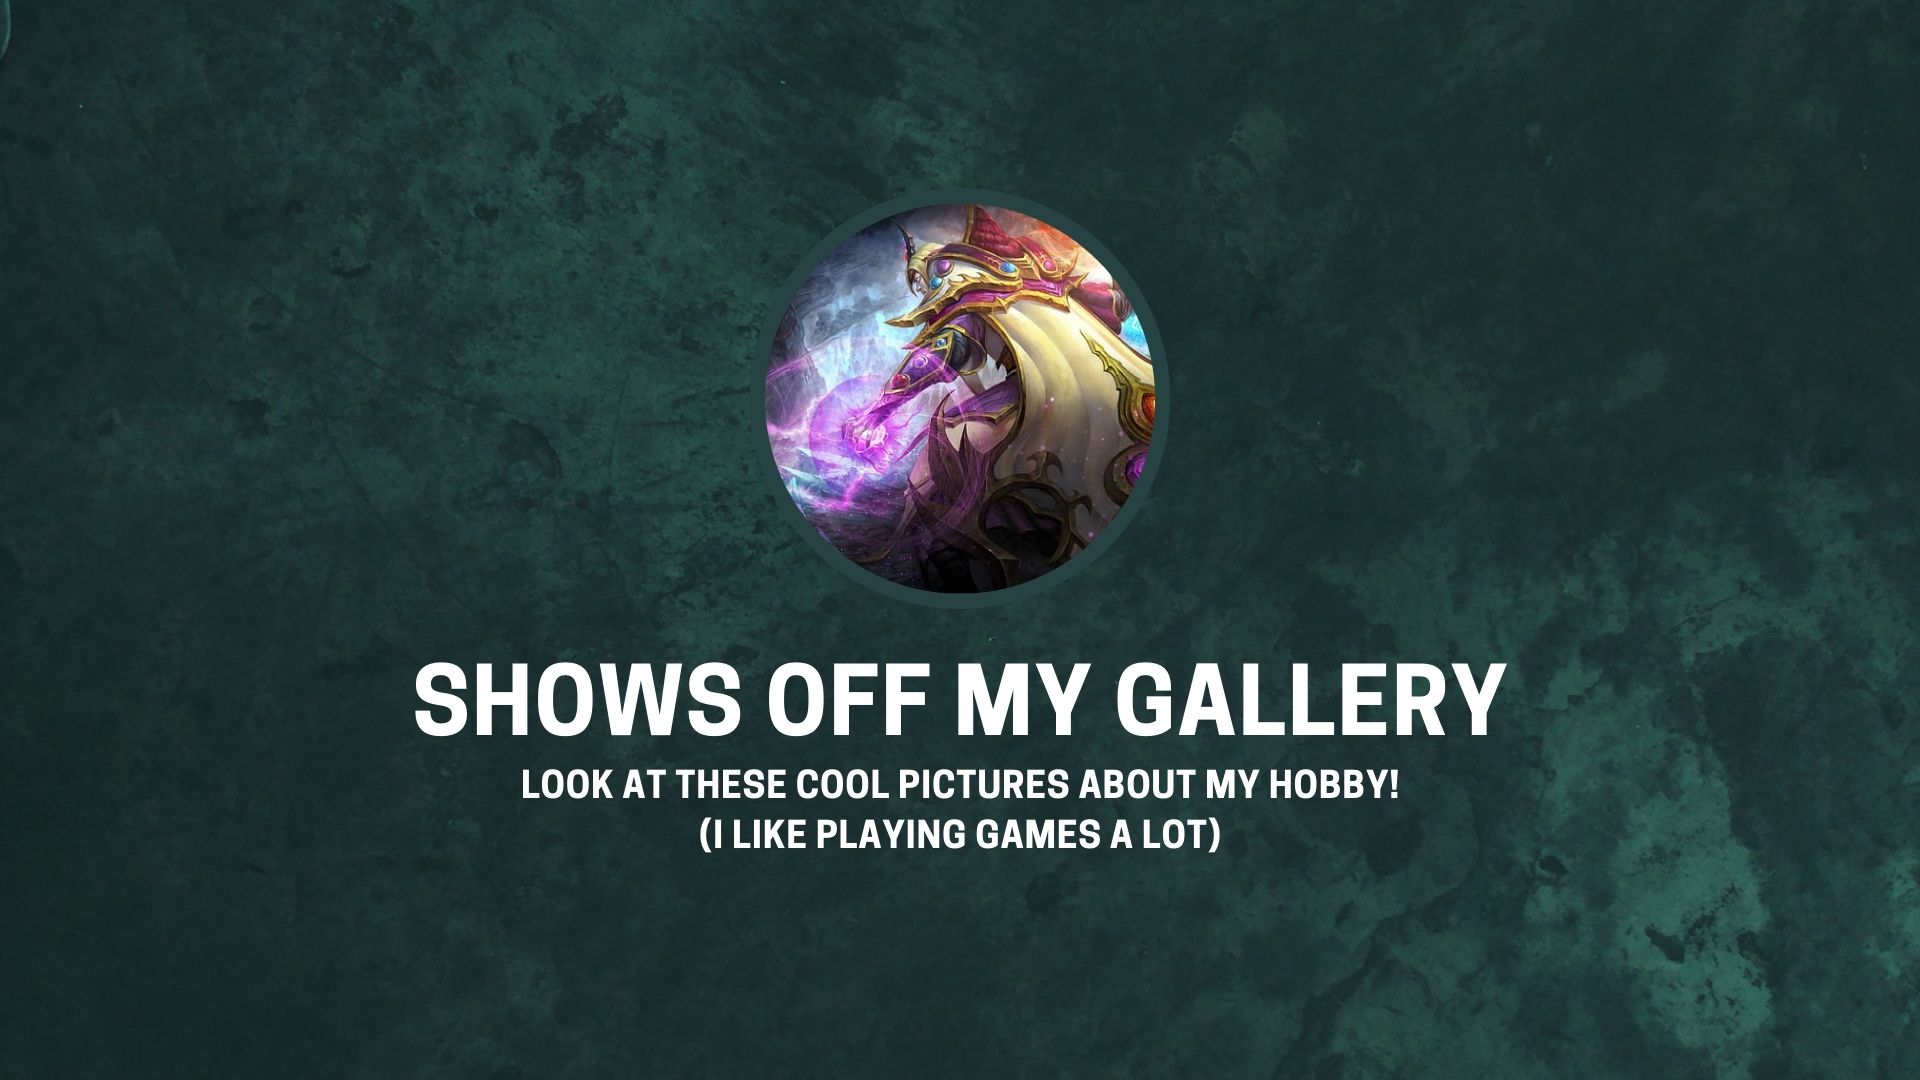 SHOWS OFF MY GALLERY
LOOK AT THESE COOL PICTURES ABOUT MY HOBBY!
(I LIKE PLAYING GAMES A LOT)